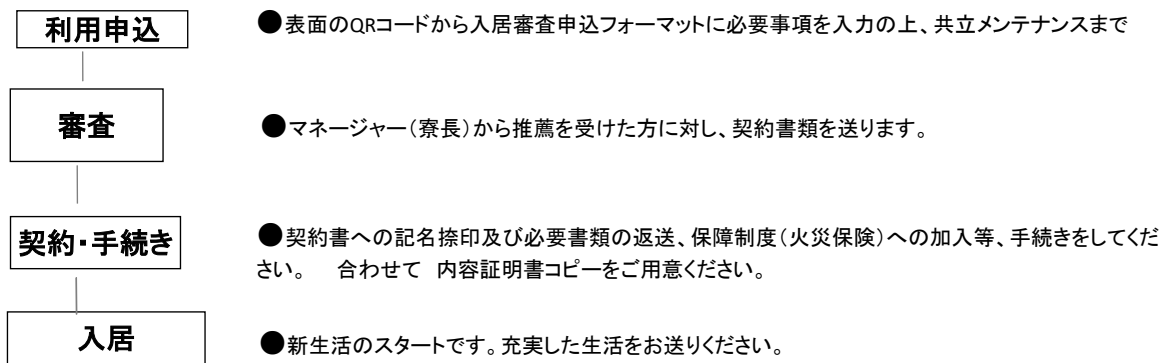 利用申込
●表面のQRコードから入居審査申込フォーマットに必要事項を入力の上、共立メンテナンスまで
審査
●マネージャー（寮長）から推薦を受けた方に対し、契約書類を送ります。
契約・手続き
●契約書への記名捺印及び必要書類の返送、保障制度（火災保険）への加入等、手続きをしてくだ
さい。　合わせて　内容証明書コピーをご用意ください。
入居
●新生活のスタートです。充実した生活をお送りください。